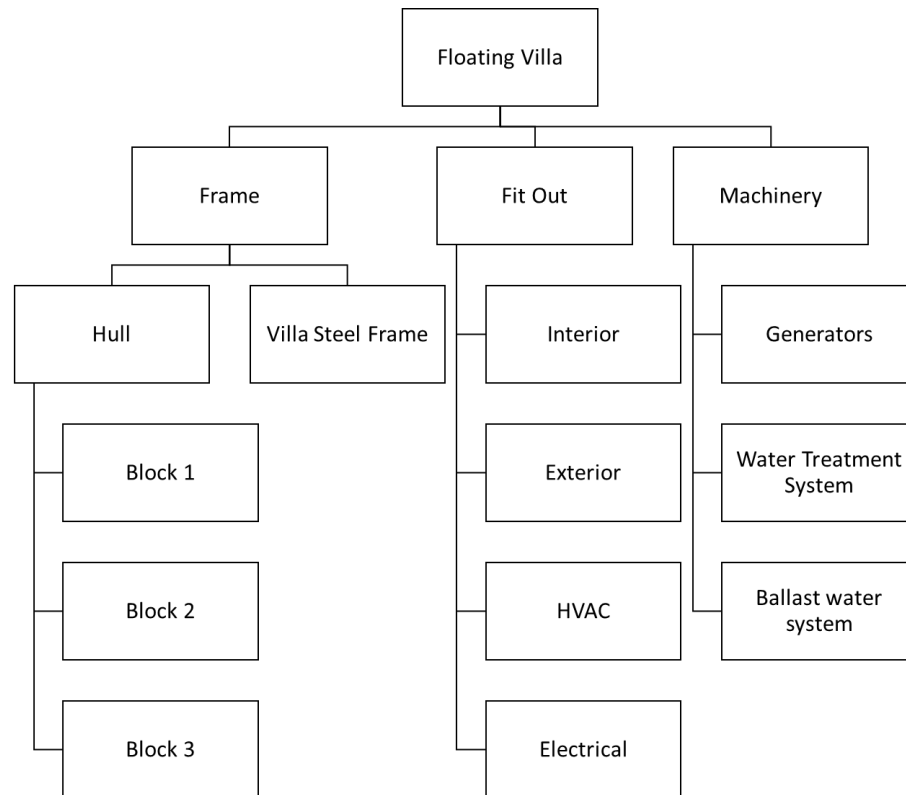 Floating Villa
Frame
Fit Out
Machinery
Hull
Villa Steel Frame
Interior
Generators
Block 1
Exterior
Water Treatment
System
Block 2
HVAC
Ballast water
system
Block 3
Electrical